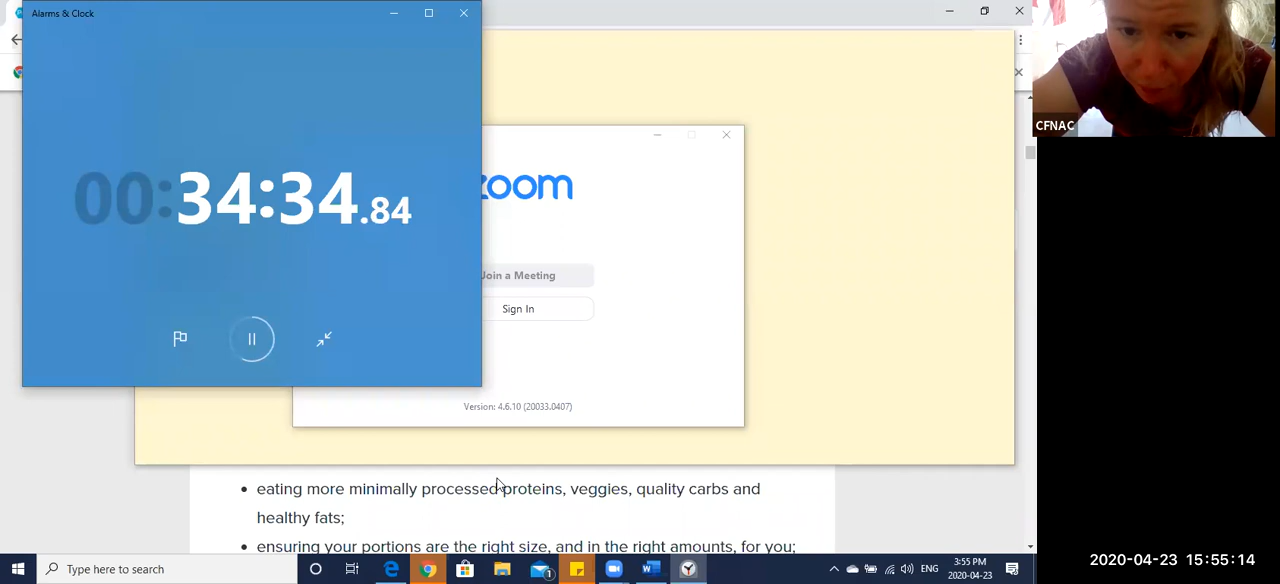 Alarms & Clock
00:34:34.84
zoom
Join a Meeting
Sign In
Version: 4.6.10 (20033.0407)
• eating more minimally processed proteins, veggies, quality carbs and
healthy fats;
• ensuring your portions are the right size, and in the right amounts, for you;
Type here to search
1
ENG
3:55 PM
2020-04-23
CFNAC
2020-04-23 15:55:14